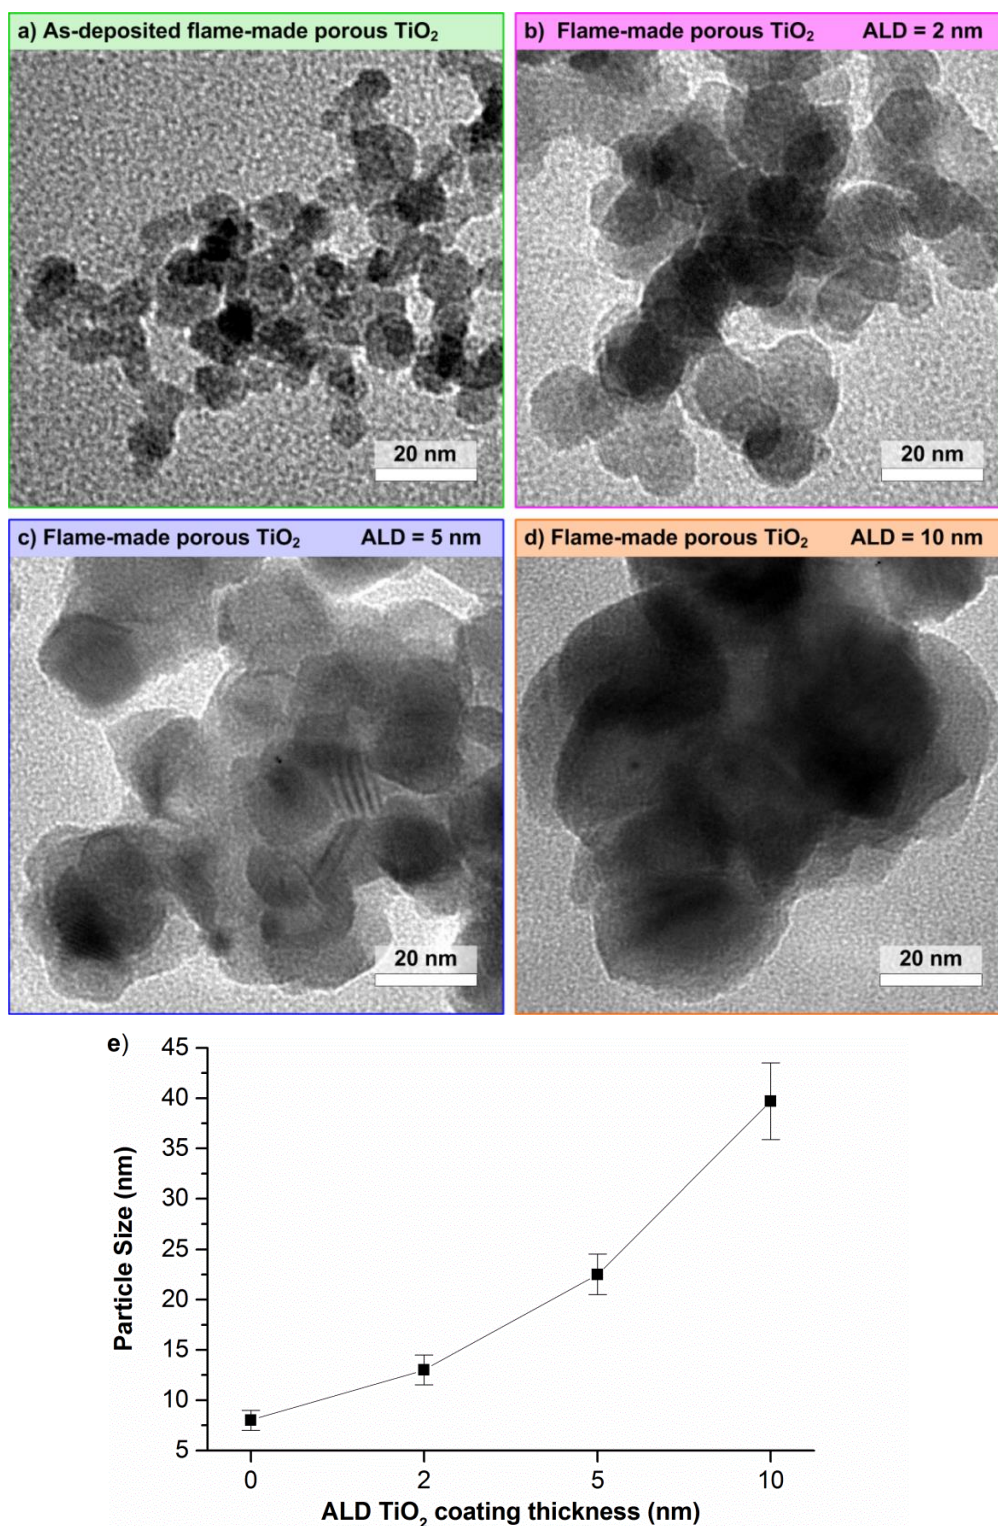 a) As-deposited flame-made porous TiO₂
b) Flame-made porous TiO₂ ALD = 2 nm
20 nm
20 nm
c) Flame-made porous TiO₂ ALD = 5 nm
d) Flame-made porous TiO₂ ALD = 10 nm
20 nm
20 nm
e)
45
40
35
30
25
20
15
10
5
Particle Size (nm)
0 2 5 10
ALD TiO₂ coating thickness (nm)